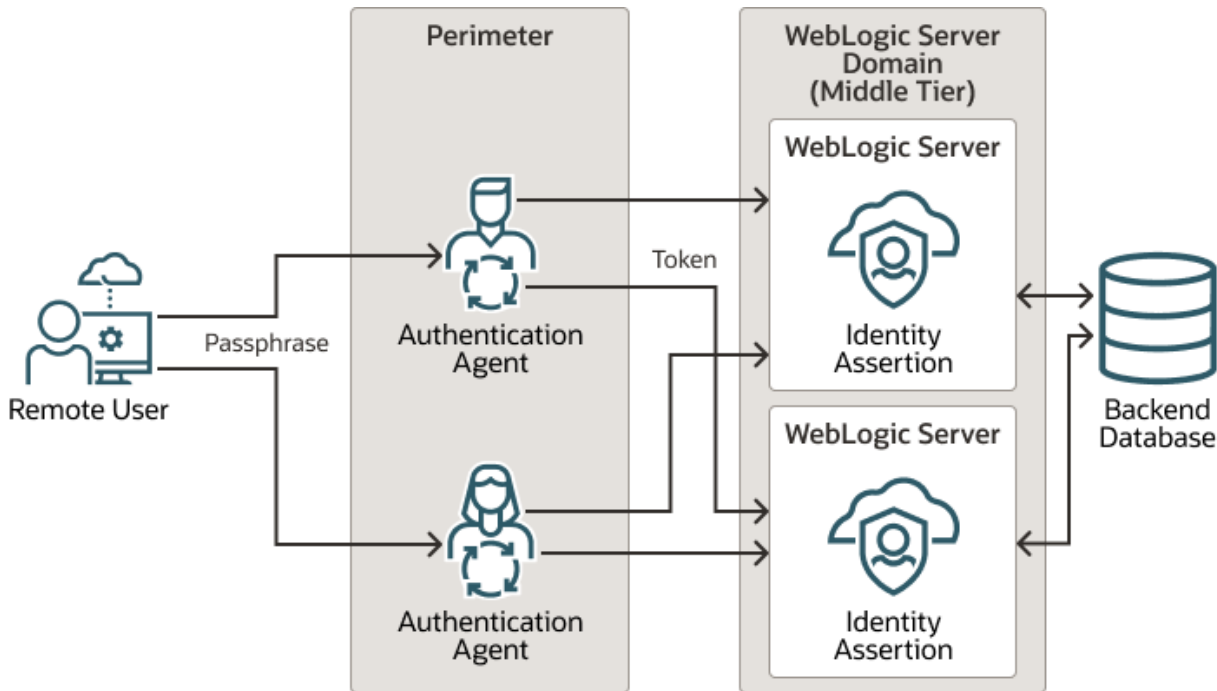 Perimeter
WebLogic Server
Domain
(Middle Tier)
WebLogic Server
Token
Passphrase
Authentication
Agent
Identity
Assertion
Remote User
Backend
Database
WebLogic Server
Authentication
Agent
Identity
Assertion